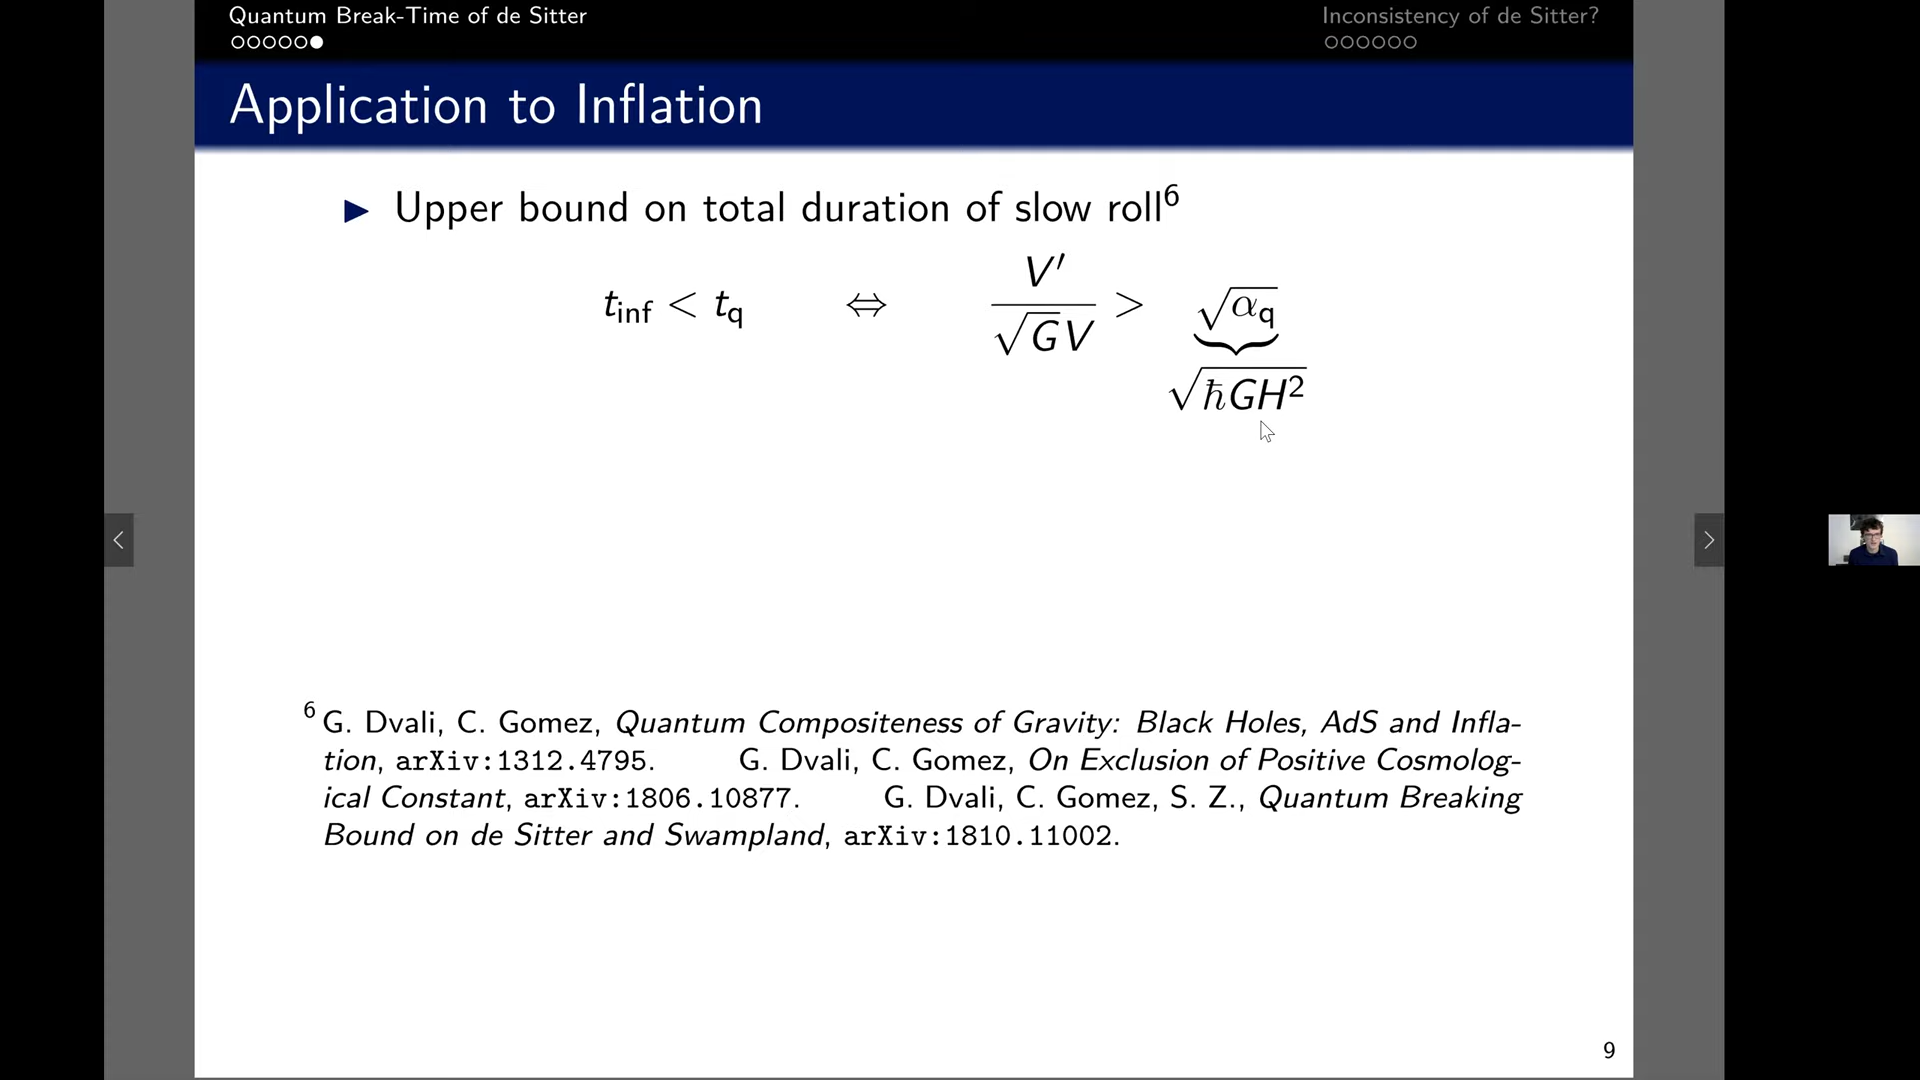 Quantum Break-Time of de Sitter
Inconsistency of de Sitter?
Application to Inflation
▶ Upper bound on total duration of slow roll⁶
t_inf < t_q ⇔ V′ / √G V > √α_q
√ħGH²
⁶ G. Dvali, C. Gomez, Quantum Compositeness of Gravity: Black Holes, AdS and Infla-
tion, arXiv:1312.4795. G. Dvali, C. Gomez, On Exclusion of Positive Cosmolog-
ical Constant, arXiv:1806.10877. G. Dvali, C. Gomez, S. Z., Quantum Breaking
Bound on de Sitter and Swampland, arXiv:1810.11002.
9